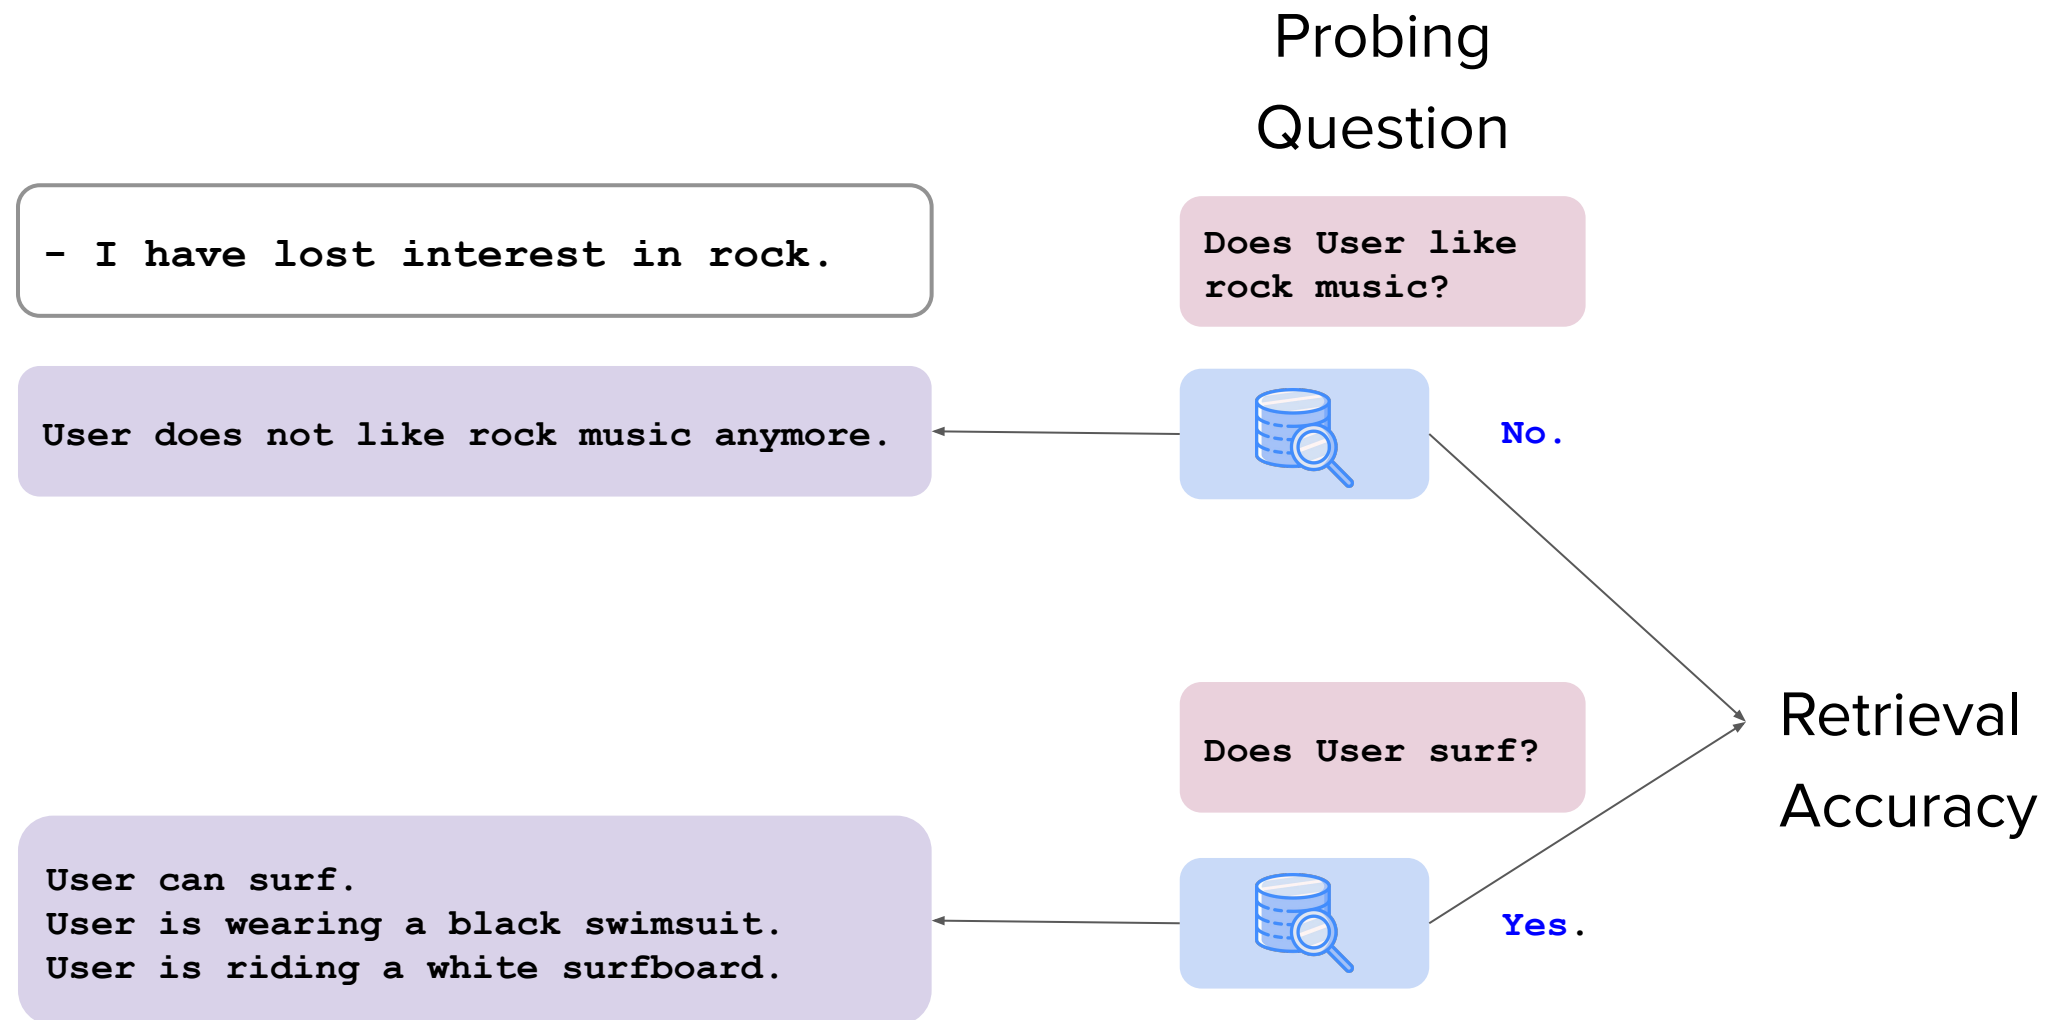 Probing
Question
- I have lost interest in rock.
Does User like
rock music?
User does not like rock music anymore.
No.
Does User surf?
Retrieval
Accuracy
User can surf.
User is wearing a black swimsuit.
User is riding a white surfboard.
Yes.